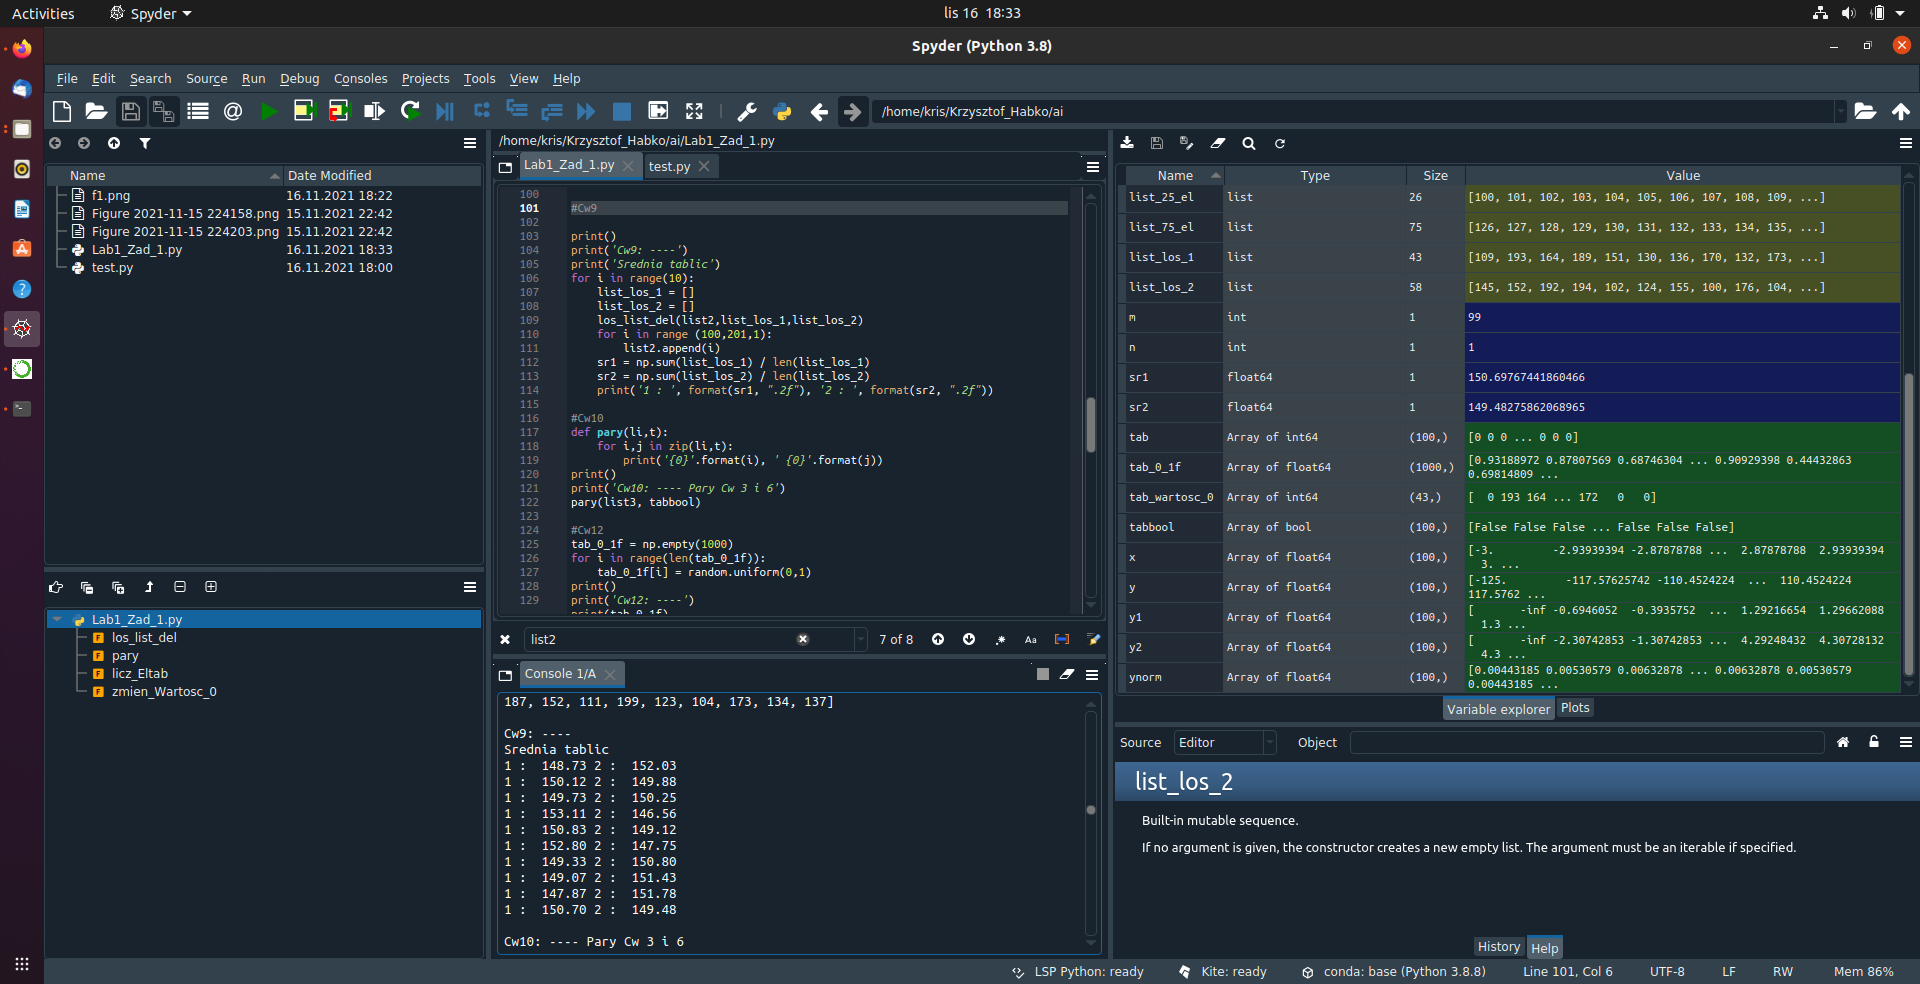 Activities
Spyder
lis 16 18:33
Spyder (Python 3.8)
File Edit Search Source Run Debug Consoles Projects Tools View Help
/home/kris/Krzysztof_Habko/ai
Name Date Modified
f1.png 16.11.2021 18:22
Figure 2021-11-15 224158.png 15.11.2021 22:42
Figure 2021-11-15 224203.png 15.11.2021 22:42
Lab1_Zad_1.py 16.11.2021 18:33
test.py 16.11.2021 18:00
Lab1_Zad_1.py
los_list_del
pary
licz_Eltab
zmien_Wartosc_0
/home/kris/Krzysztof_Habko/ai/Lab1_Zad_1.py
Lab1_Zad_1.py test.py
100
101 #Cw9
102
103 print()
104 print('Cw9: ----')
105 print('Srednia tablic')
106 for i in range(10):
107 list_los_1 = []
108 list_los_2 = []
109 los_list_del(list2,list_los_1,list_los_2)
110 for i in range (100,201,1):
111 list2.append(i)
112 sr1 = np.sum(list_los_1) / len(list_los_1)
113 sr2 = np.sum(list_los_2) / len(list_los_2)
114 print('1 : ', format(sr1, ".2f"), '2 : ', format(sr2, ".2f"))
115
116 #Cw10
117 def pary(li,t):
118 for i,j in zip(li,t):
119 print('{0}'.format(i), ' {0}'.format(j))
120 print()
121 print('Cw10: ---- Pary Cw 3 i 6')
122 pary(list3, tabbool)
123
124 #Cw12
125 tab_0_1f = np.empty(1000)
126 for i in range(len(tab_0_1f)):
127 tab_0_1f[i] = random.uniform(0,1)
128 print()
129 print('Cw12: ----')
print(tab_0_1f)
list2 7 of 8 .* Aa
Console 1/A
187, 152, 111, 199, 123, 104, 173, 134, 137]
Cw9: ----
Srednia tablic
1 : 148.73 2 : 152.03
1 : 150.12 2 : 149.88
1 : 149.73 2 : 150.25
1 : 153.11 2 : 146.56
1 : 150.83 2 : 149.12
1 : 152.80 2 : 147.75
1 : 149.33 2 : 150.80
1 : 149.07 2 : 151.43
1 : 147.87 2 : 151.78
1 : 150.70 2 : 149.48
Cw10: ---- Pary Cw 3 i 6
Name Type Size Value
list_25_el list 26 [100, 101, 102, 103, 104, 105, 106, 107, 108, 109, ...]
list_75_el list 75 [126, 127, 128, 129, 130, 131, 132, 133, 134, 135, ...]
list_los_1 list 43 [109, 193, 164, 189, 151, 130, 136, 170, 132, 173, ...]
list_los_2 list 58 [145, 152, 192, 194, 102, 124, 155, 100, 176, 104, ...]
m int 1 99
n int 1 1
sr1 float64 1 150.69767441860466
sr2 float64 1 149.48275862068965
tab Array of int64 (100,) [0 0 0 ... 0 0 0]
tab_0_1f Array of float64 (1000,) [0.93188972 0.87807569 0.68746304 ... 0.90929398 0.44432863
0.69814809 ...
tab_wartosc_0 Array of int64 (43,) [ 0 193 164 ... 172 0 0]
tabbool Array of bool (100,) [False False False ... False False False]
x Array of float64 (100,) [-3. -2.93939394 -2.87878788 ... 2.87878788 2.93939394
3. ...
y Array of float64 (100,) [-125. -117.57625742 -110.4524224 ... 110.4524224
117.5762 ...
y1 Array of float64 (100,) [ -inf -0.6946052 -0.3935752 ... 1.29216654 1.29662088
1.3 ...
y2 Array of float64 (100,) [ -inf -2.30742853 -1.30742853 ... 4.29248432 4.30728132
4.3 ...
ynorm Array of float64 (100,) [0.00443185 0.00530579 0.00632878 ... 0.00632878 0.00530579
0.00443185 ...
Variable explorer Plots
Source Editor Object
list_los_2
Built-in mutable sequence.
If no argument is given, the constructor creates a new empty list. The argument must be an iterable if specified.
History Help
LSP Python: ready Kite: ready conda: base (Python 3.8.8) Line 101, Col 6 UTF-8 LF RW Mem 86%